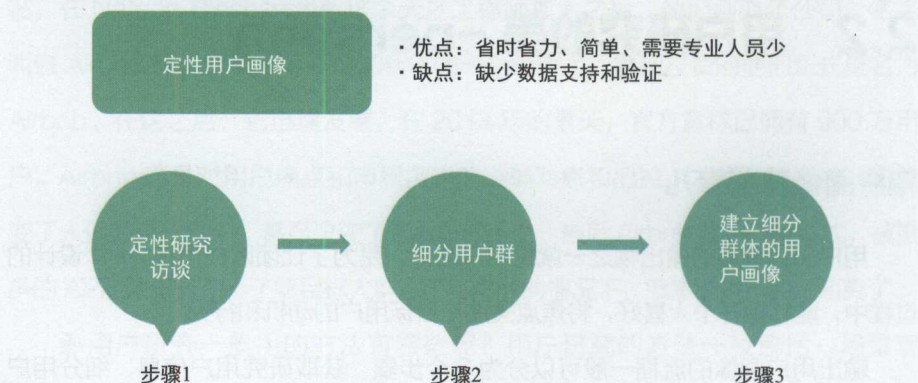 定性用户画像
· 优点：省时省力、简单、需要专业人员少
· 缺点：缺少数据支持和验证
定性研究
访谈
细分用户群
建立细分
群体的用
户画像
步骤1
步骤2
步骤3